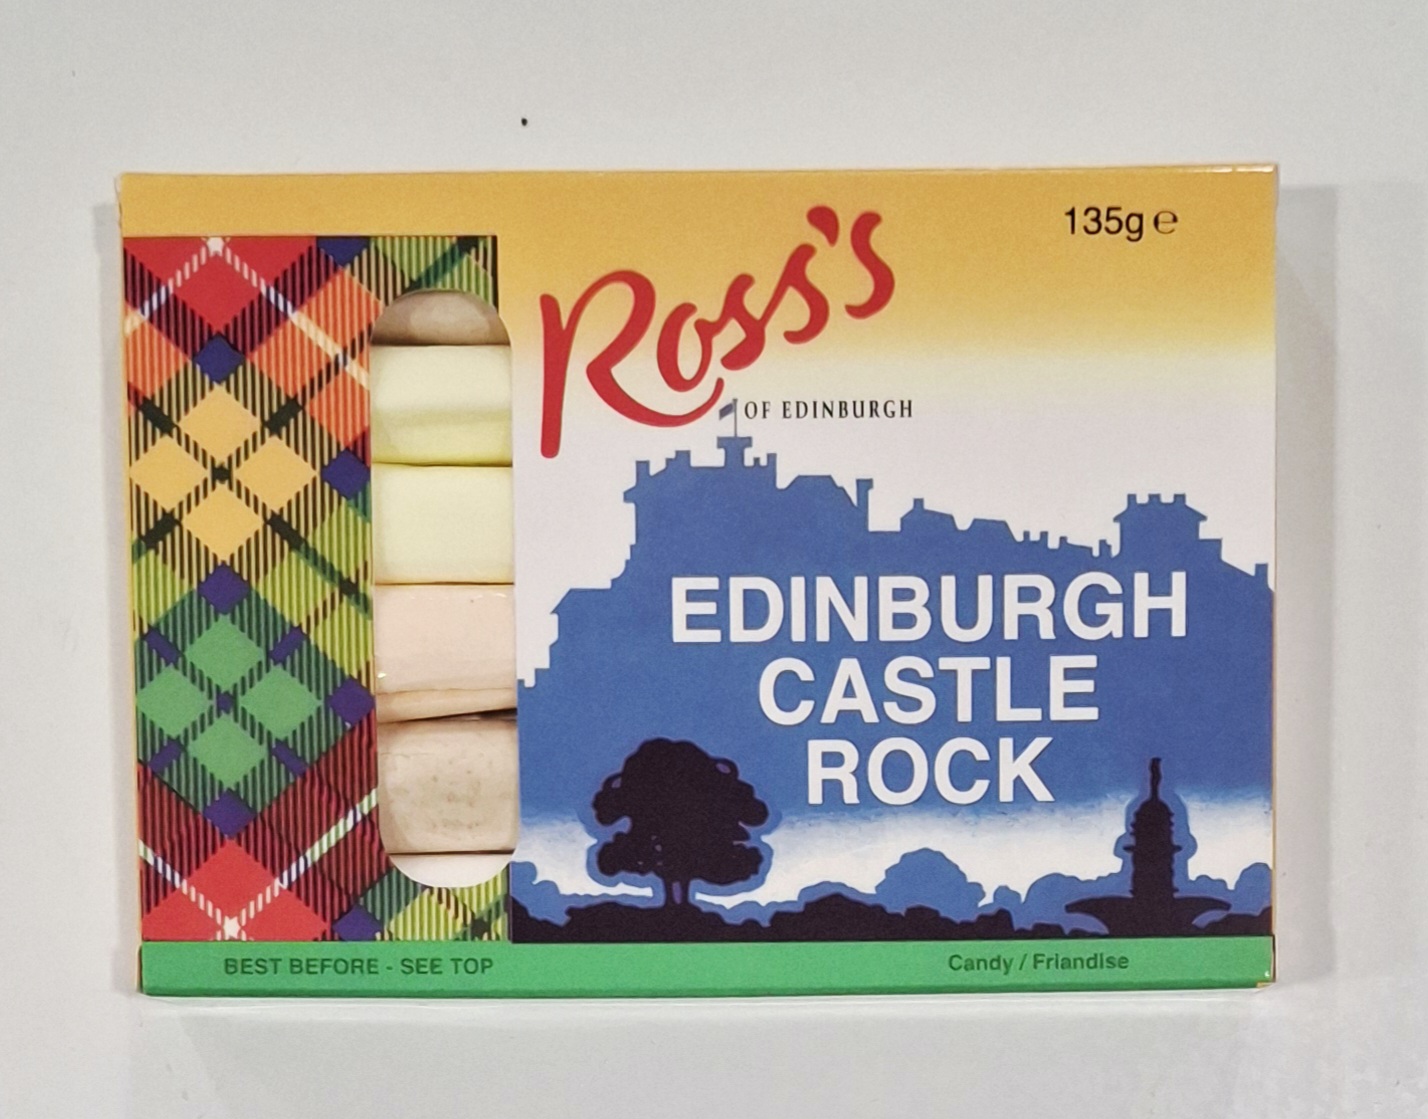 135g ℮
Ross's
OF EDINBURGH
EDINBURGH
CASTLE
ROCK
BEST BEFORE - SEE TOP
Candy / Friandise